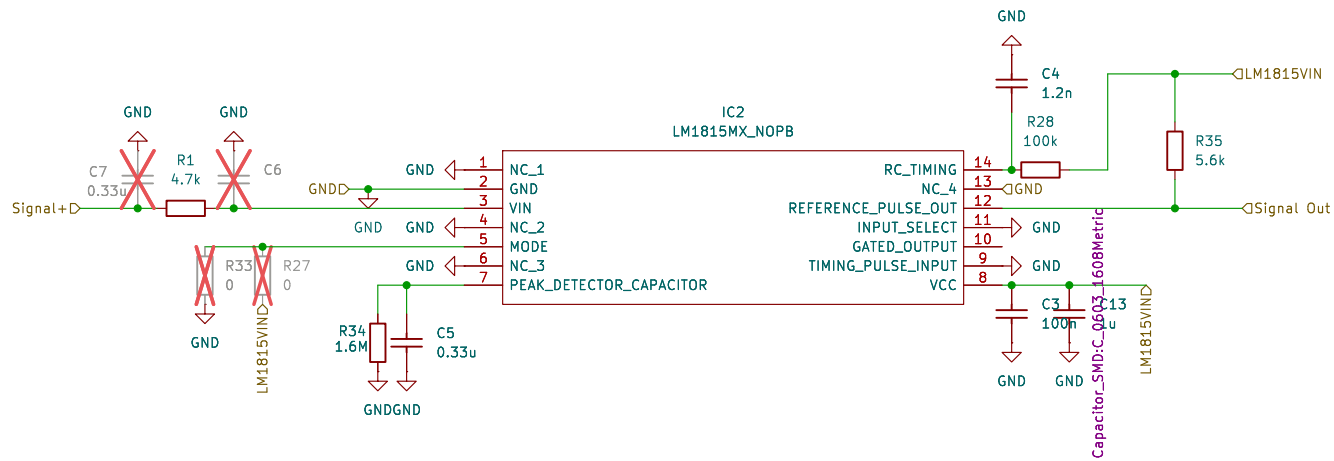 GND
C4
1.2n
LM1815VIN
GND
GND
IC2
LM1815MX_NOPB
R28
100k
R35
5.6k
C7
0.33u
R1
4.7k
C6
GND
1
NC_1
RC_TIMING
14
GND
2
GND
NC_4
13
GND
Signal+
3
VIN
REFERENCE_PULSE_OUT
12
Signal Out
GND
GND
4
NC_2
INPUT_SELECT
11
GND
5
MODE
GATED_OUTPUT
10
R33
0
R27
0
GND
6
NC_3
TIMING_PULSE_INPUT
9
GND
7
PEAK_DETECTOR_CAPACITOR
VCC
8
GND
LM1815VIN
R34
1.6M
C5
0.33u
GND
GND
C3
100n
C13
1u
GND
GND
Capacitor_SMD:C_0603_1608Metric
LM1815VIN